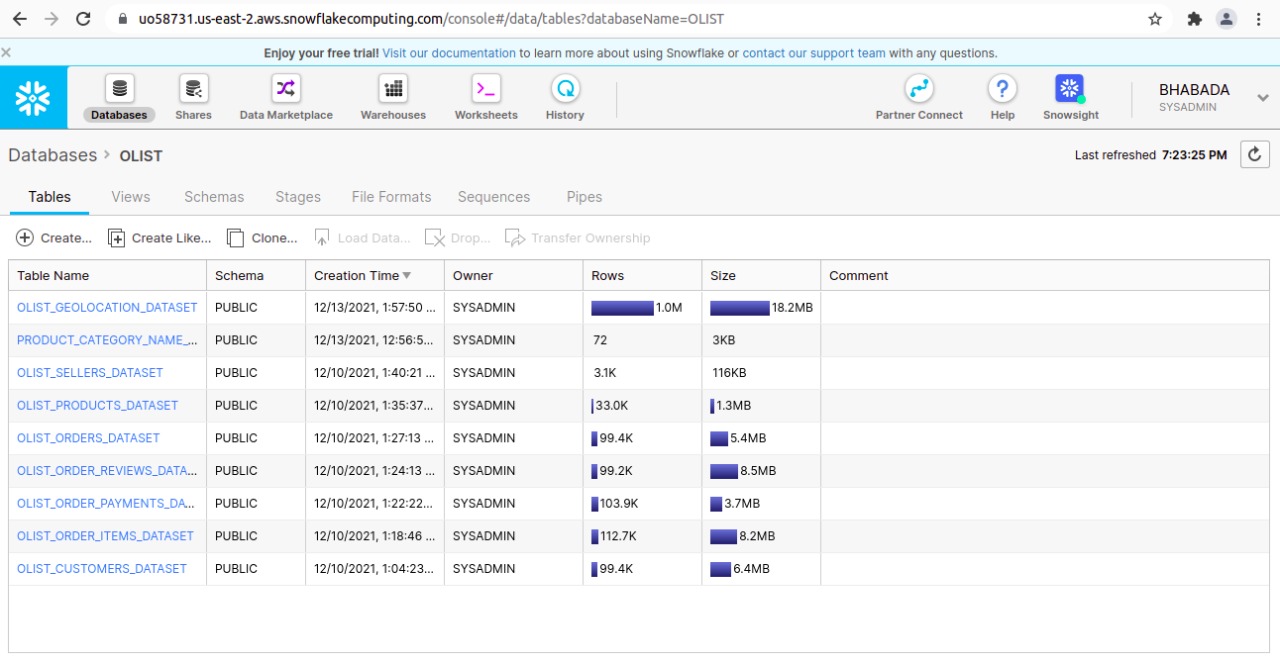 uo58731.us-east-2.aws.snowflakecomputing.com/console#/data/tables?databaseName=OLIST
Enjoy your free trial! Visit our documentation to learn more about using Snowflake or contact our support team with any questions.
Databases Shares Data Marketplace Warehouses Worksheets History Partner Connect Help Snowsight BHABADA
SYSADMIN
Databases > OLIST Last refreshed 7:23:25 PM
Tables Views Schemas Stages File Formats Sequences Pipes
Create... Create Like... Clone... Load Data... Drop... Transfer Ownership
Table Name Schema Creation Time Owner Rows Size Comment
OLIST_GEOLOCATION_DATASET PUBLIC 12/13/2021, 1:57:50 ... SYSADMIN 1.0M 18.2MB
PRODUCT_CATEGORY_NAME_... PUBLIC 12/13/2021, 12:56:5... SYSADMIN 72 3KB
OLIST_SELLERS_DATASET PUBLIC 12/10/2021, 1:40:21 ... SYSADMIN 3.1K 116KB
OLIST_PRODUCTS_DATASET PUBLIC 12/10/2021, 1:35:37... SYSADMIN 33.0K 1.3MB
OLIST_ORDERS_DATASET PUBLIC 12/10/2021, 1:27:13 ... SYSADMIN 99.4K 5.4MB
OLIST_ORDER_REVIEWS_DATA... PUBLIC 12/10/2021, 1:24:13 ... SYSADMIN 99.2K 8.5MB
OLIST_ORDER_PAYMENTS_DA... PUBLIC 12/10/2021, 1:22:22... SYSADMIN 103.9K 3.7MB
OLIST_ORDER_ITEMS_DATASET PUBLIC 12/10/2021, 1:18:46 ... SYSADMIN 112.7K 8.2MB
OLIST_CUSTOMERS_DATASET PUBLIC 12/10/2021, 1:04:23... SYSADMIN 99.4K 6.4MB